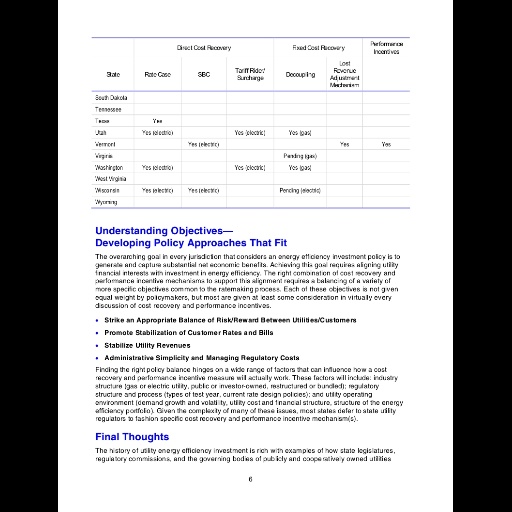 Direct Cost Recovery Fixed Cost Recovery Performance Incentives
State Rate Case SBC Tariff Rider/ Surcharge Decoupling Lost Revenue Adjustment Mechanism
South Dakota
Tennessee
Texas Yes
Utah Yes (electric) Yes (electric) Yes (gas)
Vermont Yes (electric) Yes Yes
Virginia Pending (gas)
Washington Yes (electric) Yes (electric) Yes (gas)
West Virginia
Wisconsin Yes (electric) Yes (electric) Pending (electric)
Wyoming
Understanding Objectives—
Developing Policy Approaches That Fit
The overarching goal in every jurisdiction that considers an energy efficiency investment policy is to
generate and capture substantial net economic benefits. Achieving this goal requires aligning utility
financial interests with investment in energy efficiency. The right combination of cost recovery and
performance incentive mechanisms to support this alignment requires a balancing of a variety of
more specific objectives common to the ratemaking process. Each of these objectives is not given
equal weight by policymakers, but most are given at least some consideration in virtually every
discussion of cost recovery and performance incentives.
• Strike an Appropriate Balance of Risk/Reward Between Utilities/Customers
• Promote Stabilization of Customer Rates and Bills
• Stabilize Utility Revenues
• Administrative Simplicity and Managing Regulatory Costs
Finding the right policy balance hinges on a wide range of factors that can influence how a cost
recovery and performance incentive measure will actually work. These factors will include: industry
structure (gas or electric utility, public or investor-owned, restructured or bundled); regulatory
structure and process (types of test year, current rate design policies); and utility operating
environment (demand growth and volatility, utility cost and financial structure, structure of the energy
efficiency portfolio). Given the complexity of many of these issues, most states defer to state utility
regulators to fashion specific cost recovery and performance incentive mechanism(s).
Final Thoughts
The history of utility energy efficiency investment is rich with examples of how state legislatures,
regulatory commissions, and the governing bodies of publicly and cooperatively owned utilities
6